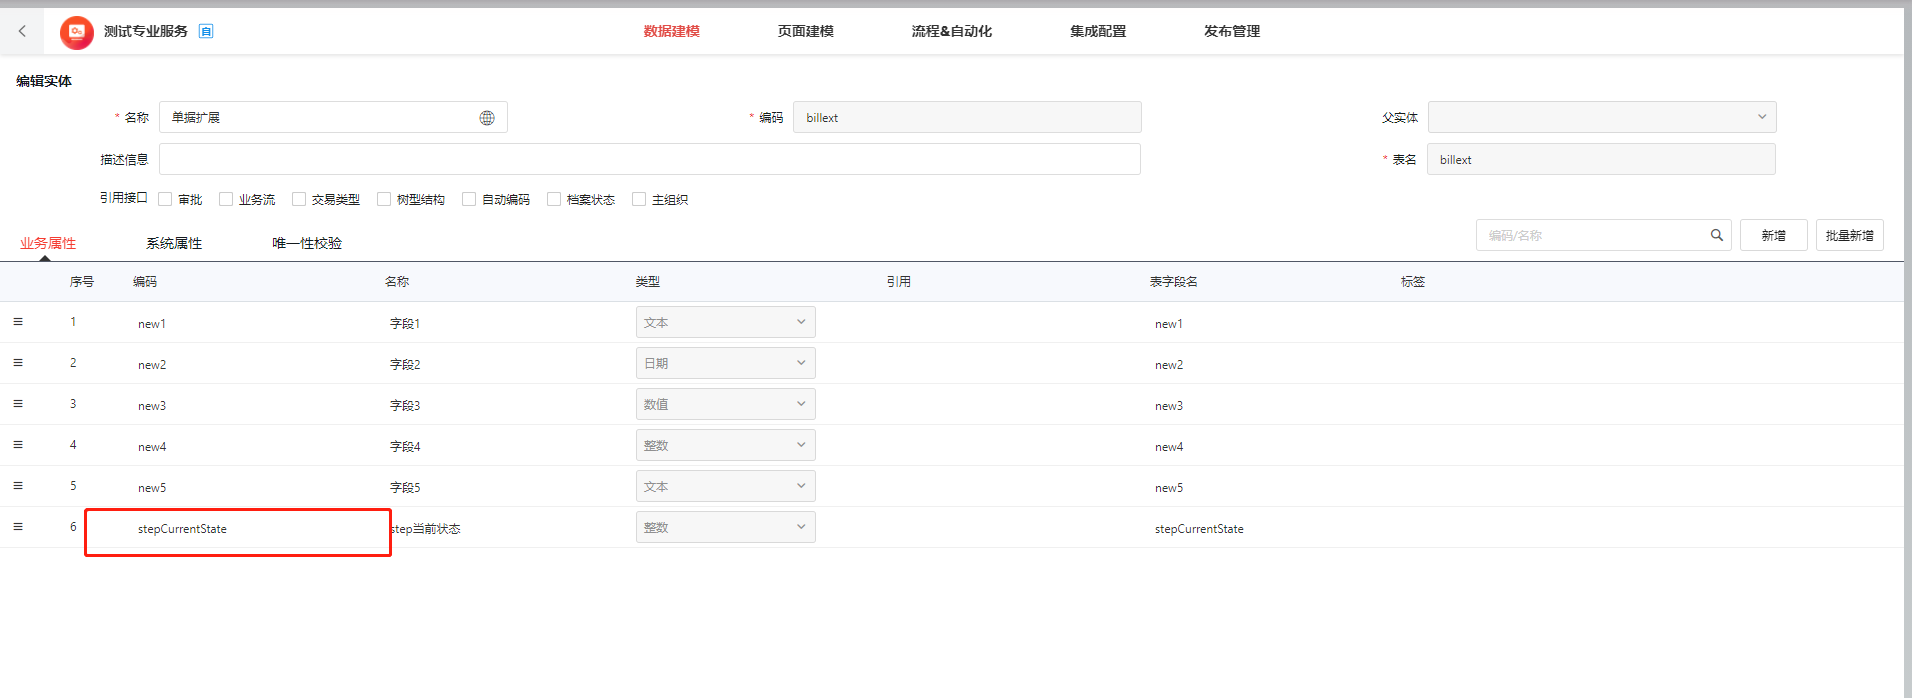 测试专业服务 自 数据建模 页面建模 流程&自动化 集成配置 发布管理
编辑实体
* 名称 单据扩展 * 编码 billext 父实体
描述信息 * 表名 billext
引用接口 审批 业务流 交易类型 树型结构 自动编码 档案状态 主组织
业务属性 系统属性 唯一性校验 编码/名称 新增 批量新增
序号 编码 名称 类型 引用 表字段名 标签
1 new1 字段1 文本 new1
2 new2 字段2 日期 new2
3 new3 字段3 数值 new3
4 new4 字段4 整数 new4
5 new5 字段5 文本 new5
6 stepCurrentState step当前状态 整数 stepCurrentState